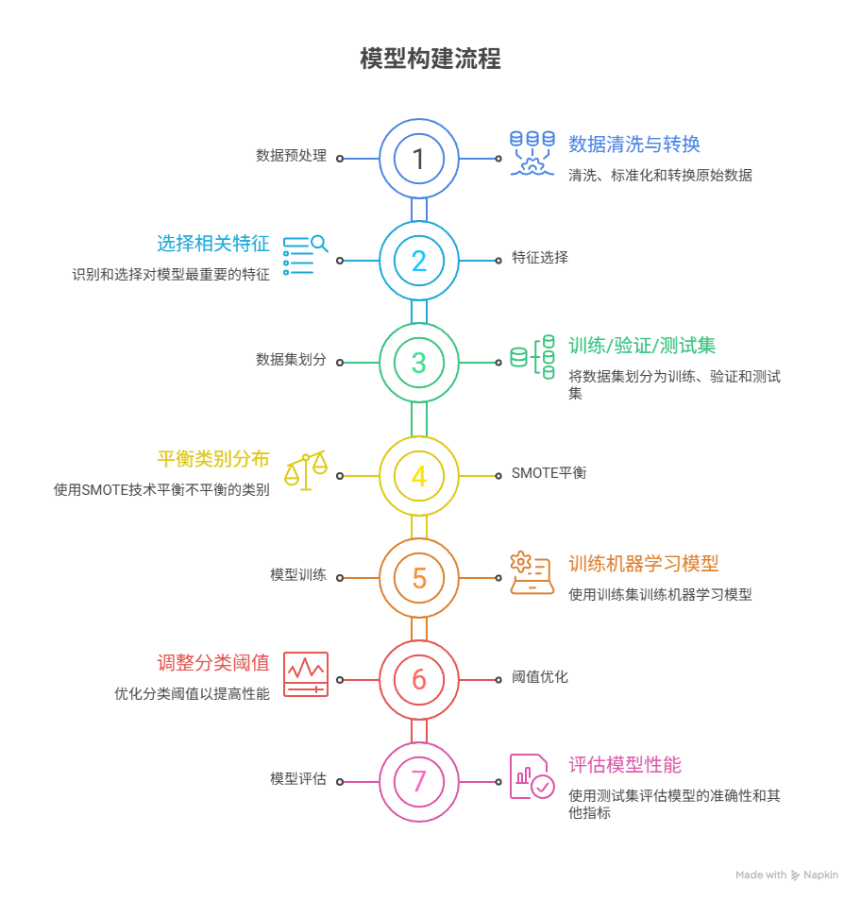 模型构建流程
数据预处理
1
数据清洗与转换
清洗、标准化和转换原始数据
选择相关特征
识别和选择对模型最重要的特征
2
特征选择
数据集划分
3
训练/验证/测试集
将数据集划分为训练、验证和测试
集
平衡类别分布
使用SMOTE技术平衡不平衡的类别
4
SMOTE平衡
模型训练
5
训练机器学习模型
使用训练集训练机器学习模型
调整分类阈值
优化分类阈值以提高性能
6
阈值优化
模型评估
7
评估模型性能
使用测试集评估模型的准确性和其
他指标
Made with Napkin